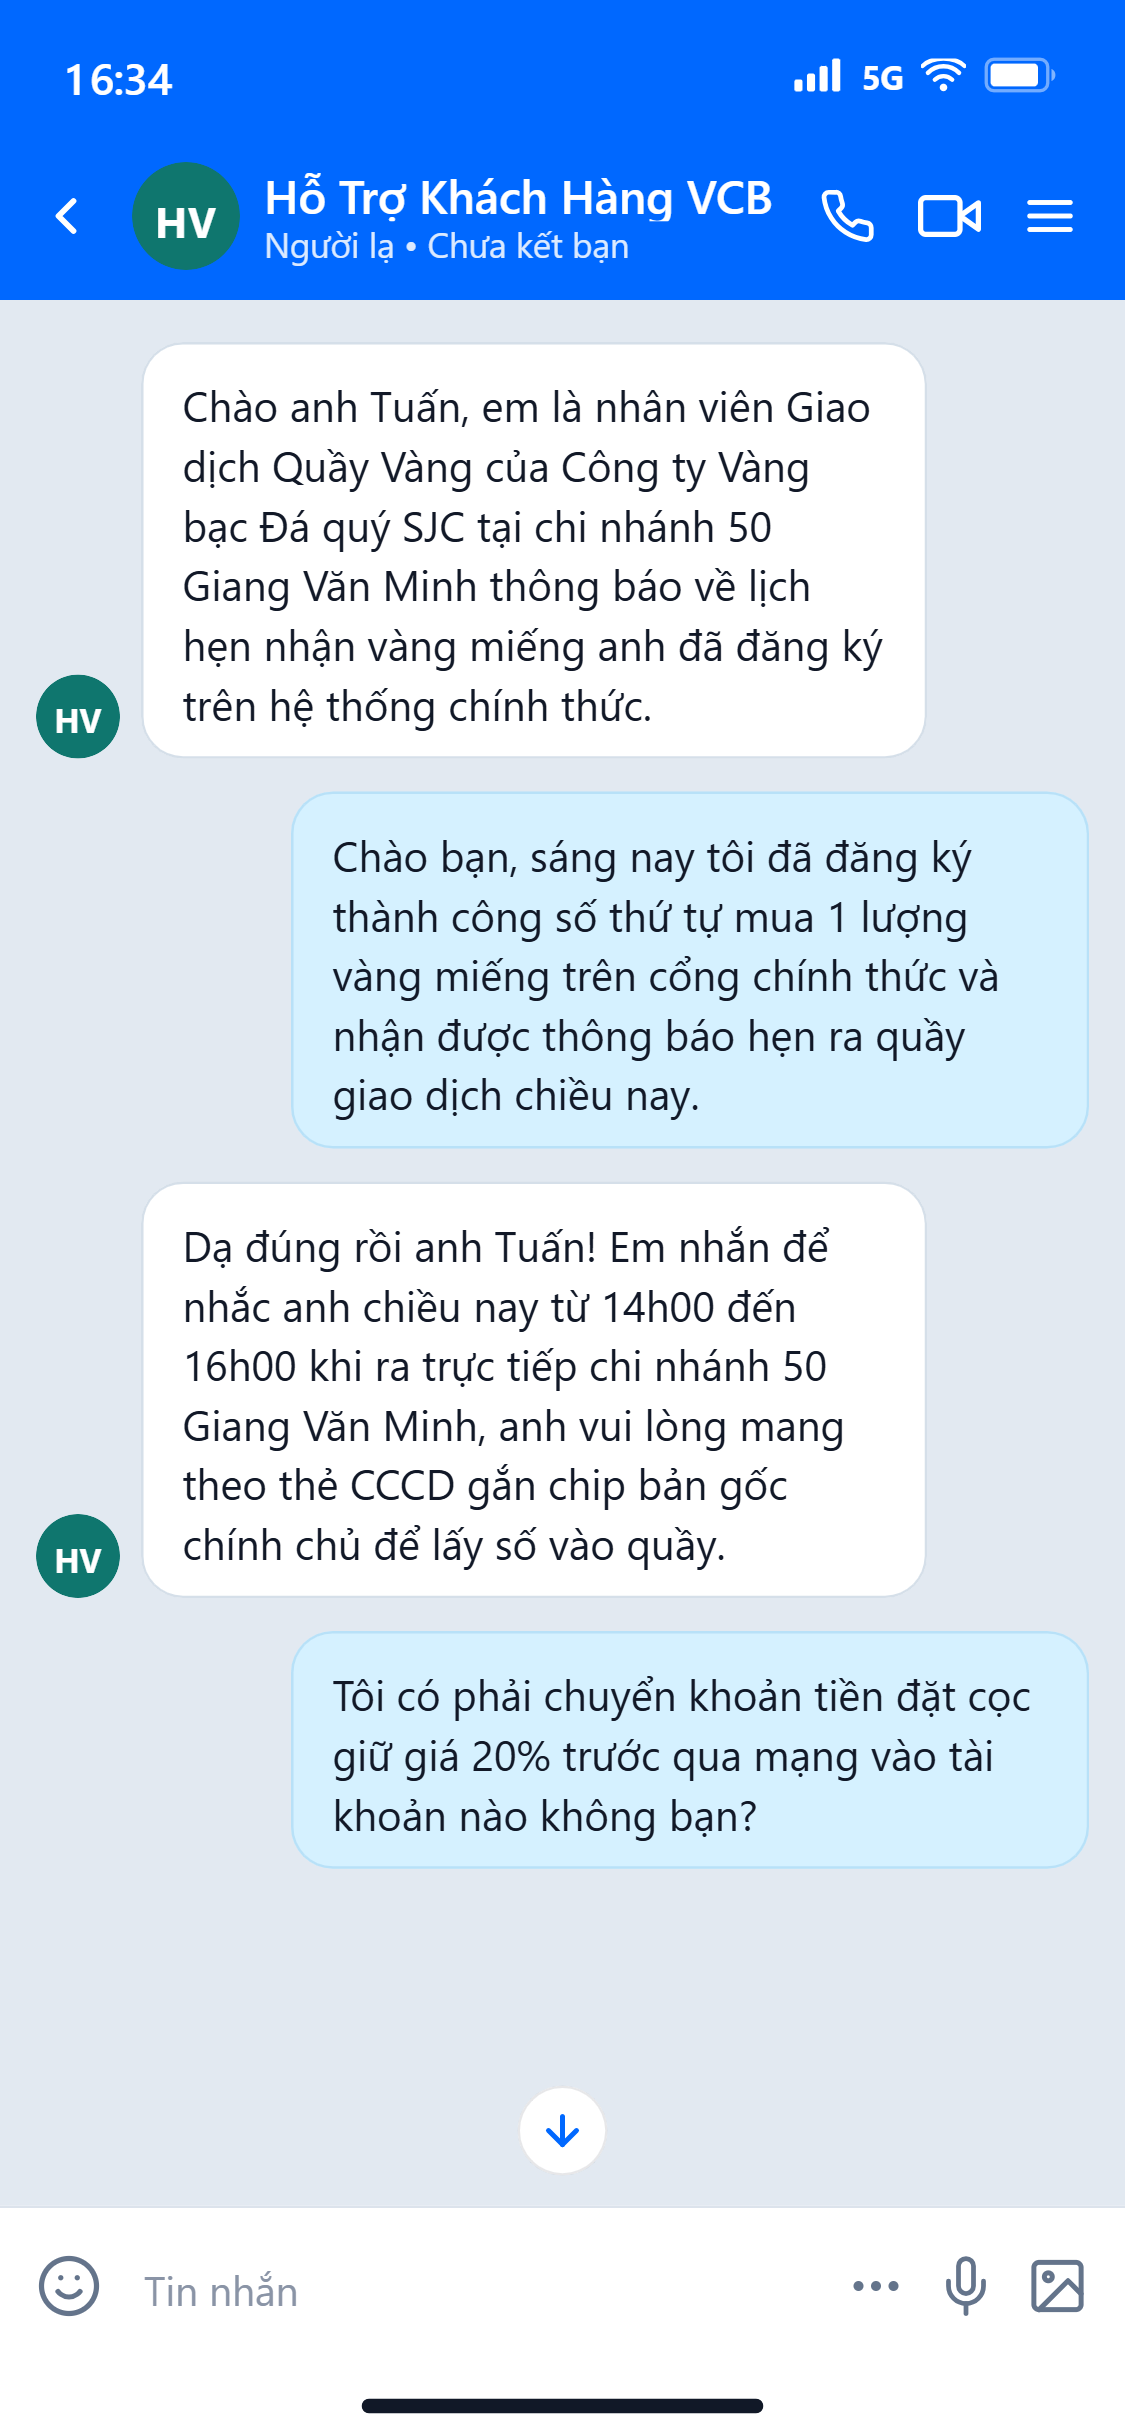 16:34
5G
HV
Hỗ Trợ Khách Hàng VCB
Người lạ • Chưa kết bạn
Chào anh Tuấn, em là nhân viên Giao
dịch Quầy Vàng của Công ty Vàng
bạc Đá quý SJC tại chi nhánh 50
Giang Văn Minh thông báo về lịch
hẹn nhận vàng miếng anh đã đăng ký
trên hệ thống chính thức.
HV
Chào bạn, sáng nay tôi đã đăng ký
thành công số thứ tự mua 1 lượng
vàng miếng trên cổng chính thức và
nhận được thông báo hẹn ra quầy
giao dịch chiều nay.
Dạ đúng rồi anh Tuấn! Em nhắn để
nhắc anh chiều nay từ 14h00 đến
16h00 khi ra trực tiếp chi nhánh 50
Giang Văn Minh, anh vui lòng mang
theo thẻ CCCD gắn chip bản gốc
chính chủ để lấy số vào quầy.
HV
Tôi có phải chuyển khoản tiền đặt cọc
giữ giá 20% trước qua mạng vào tài
khoản nào không bạn?
Tin nhắn